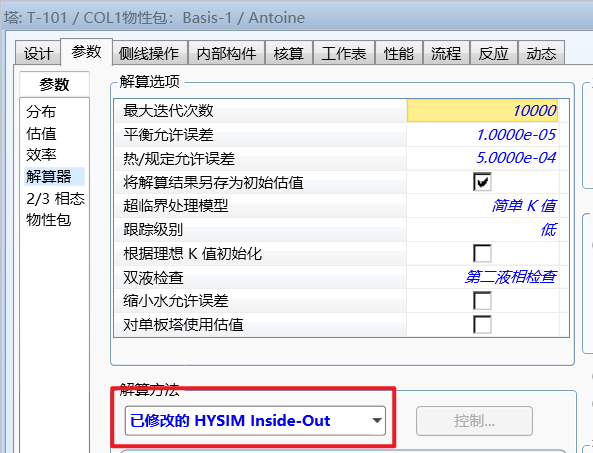 塔: T-101 / COL1物性包: Basis-1 / Antoine
设计 参数 侧线操作 内部构件 核算 工作表 性能 流程 反应 动态
参数
分布
估值
效率
解算器
2/3 相态
物性包
解算选项
最大迭代次数 10000
平衡允许误差 1.0000e-05
热/规定允许误差 5.0000e-04
将解算结果另存为初始估值
超临界处理模型 简单 K 值
跟踪级别 低
根据理想 K 值初始化
双液检查 第二液相检查
缩小水允许误差
对单板塔使用估值
解算方法
已修改的 HYSIM Inside-Out 控制...